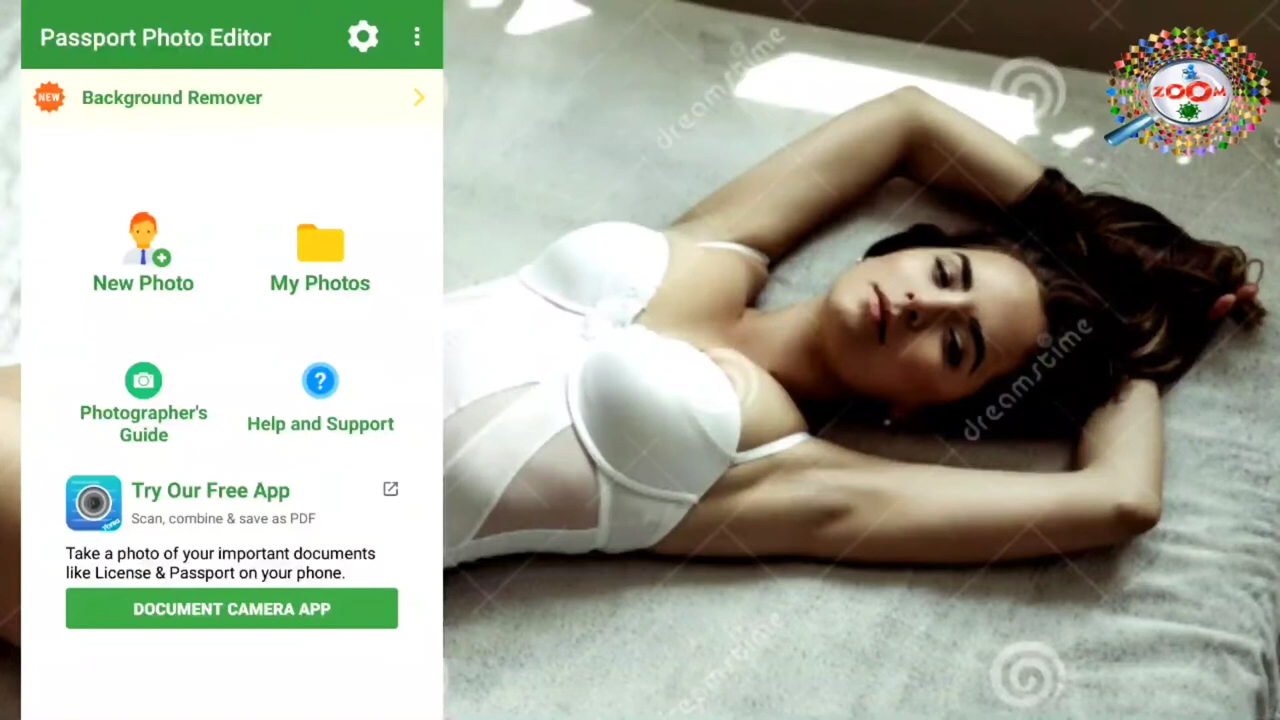 Passport Photo Editor
NEW
Background Remover
New Photo
My Photos
?
Photographer's
Guide
Help and Support
Try Our Free App
Scan, combine & save as PDF
Take a photo of your important documents
like License & Passport on your phone.
DOCUMENT CAMERA APP
dreamstime
dreamstime
dreamstime
ZOOM